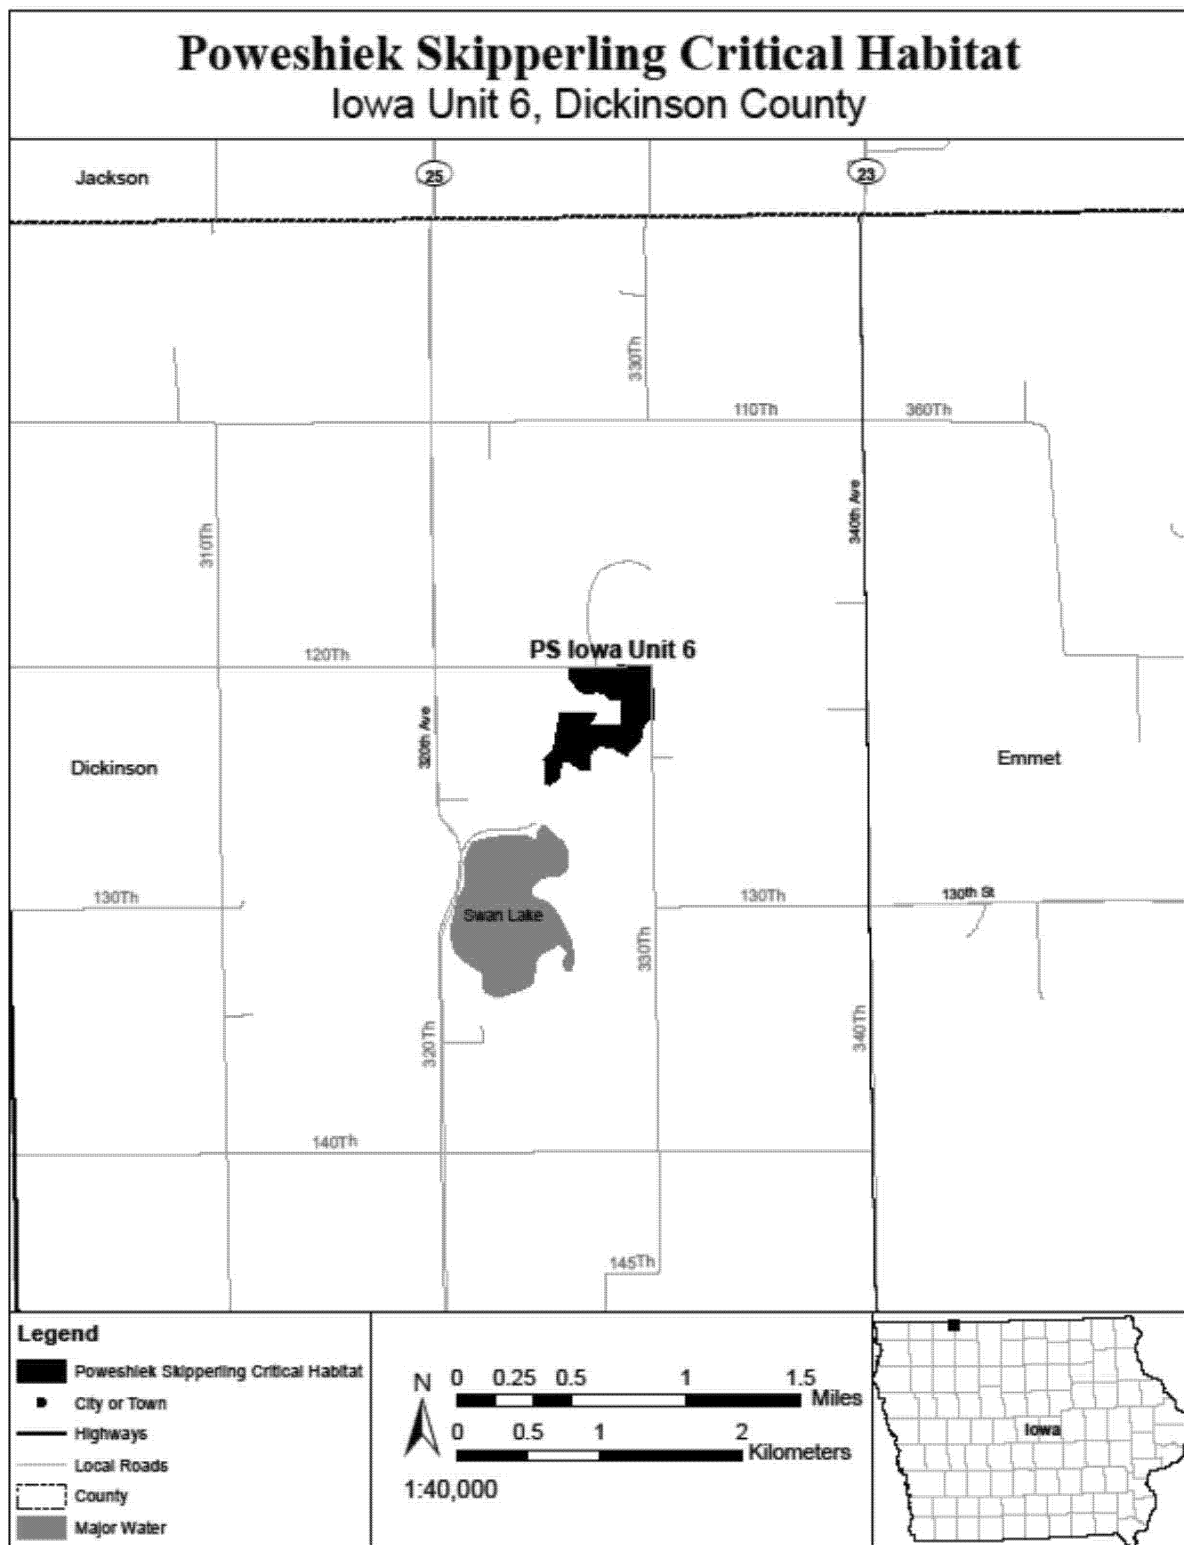 Poweshiek Skipperling Critical Habitat
Iowa Unit 6, Dickinson County
Jackson
25
23
330Th
110Th
360Th
310Th
340th Ave
PS Iowa Unit 6
120Th
320th Ave
Dickinson
Emmet
130Th
130Th
130th St
Swan Lake
330Th
320Th
340Th
140Th
145Th
Legend
Poweshiek Skipperling Critical Habitat
City or Town
Highways
Local Roads
County
Major Water
N
0 0.25 0.5 1 1.5
Miles
0 0.5 1 2
Kilometers
1:40,000
Iowa